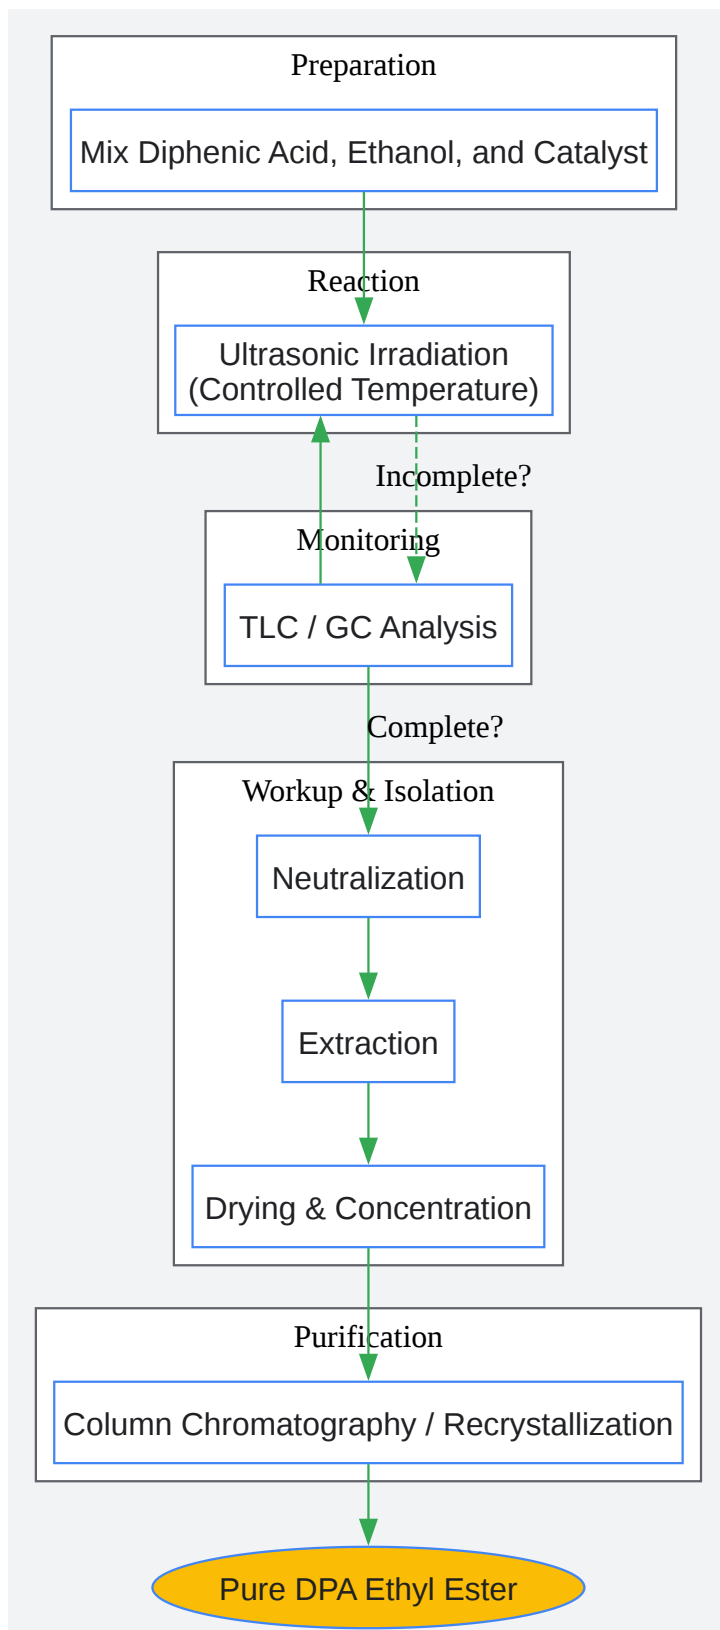 Preparation
Mix Diphenic Acid, Ethanol, and Catalyst
Reaction
Ultrasonic Irradiation
(Controlled Temperature)
Incomplete?
Monitoring
TLC / GC Analysis
Complete?
Workup & Isolation
Neutralization
Extraction
Drying & Concentration
Purification
Column Chromatography / Recrystallization
Pure DPA Ethyl Ester